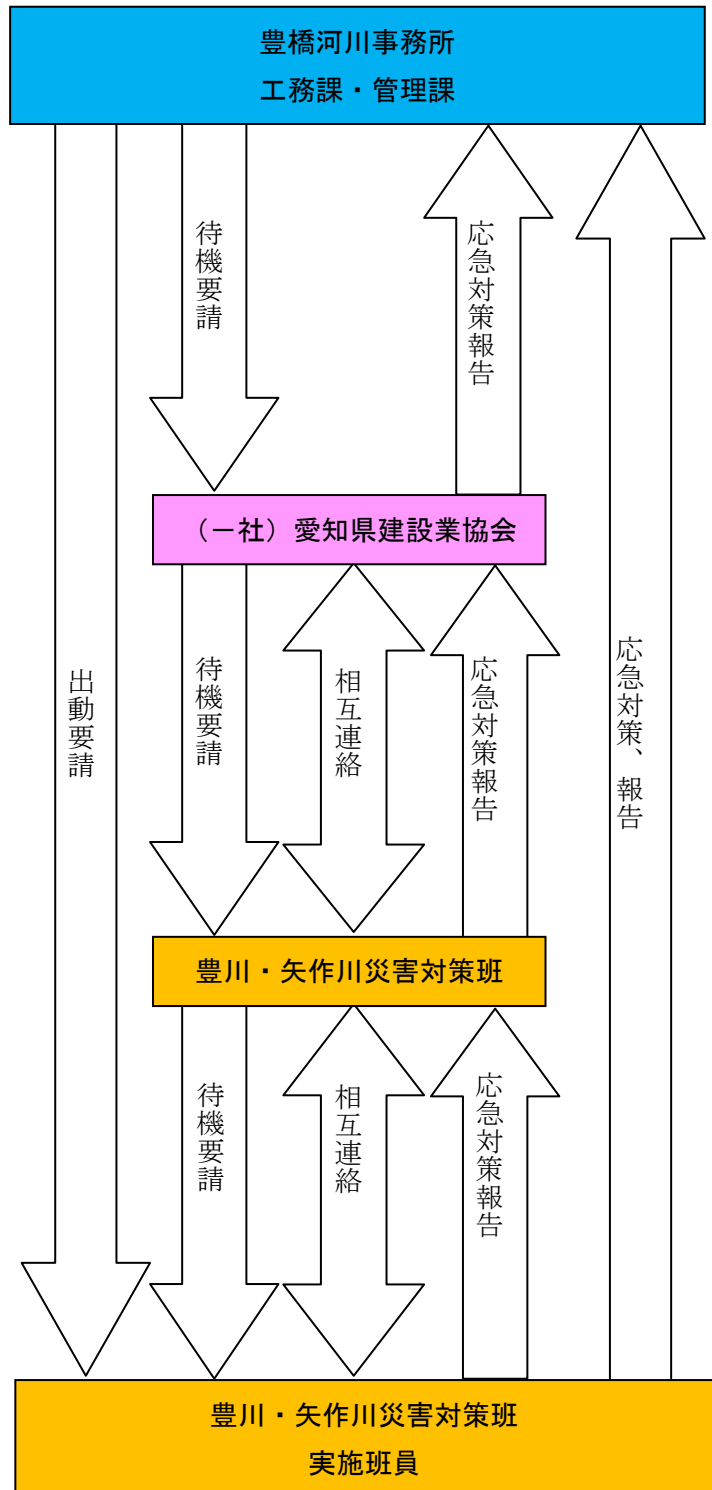 豊橋河川事務所
工務課・管理課
待機要請
応急対策報告
（一社）愛知県建設業協会
出動要請
待機要請
相互連絡
応急対策報告
応急対策、報告
豊川・矢作川災害対策班
待機要請
相互連絡
応急対策報告
豊川・矢作川災害対策班
実施班員